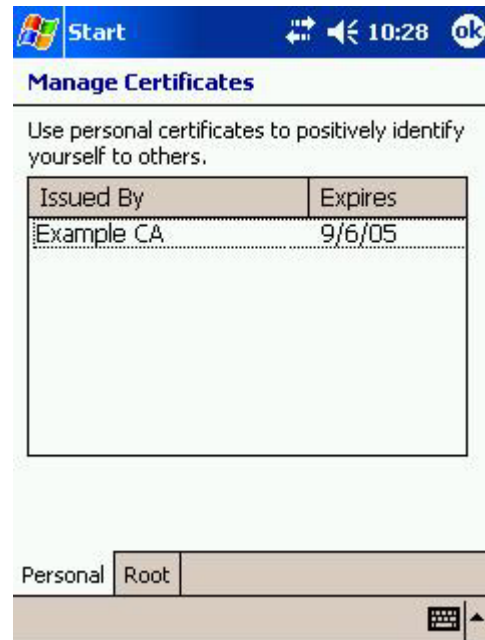 Start 10:28 ok
Manage Certificates
Use personal certificates to positively identify
yourself to others.
Issued By Expires
Example CA 9/6/05
Personal Root